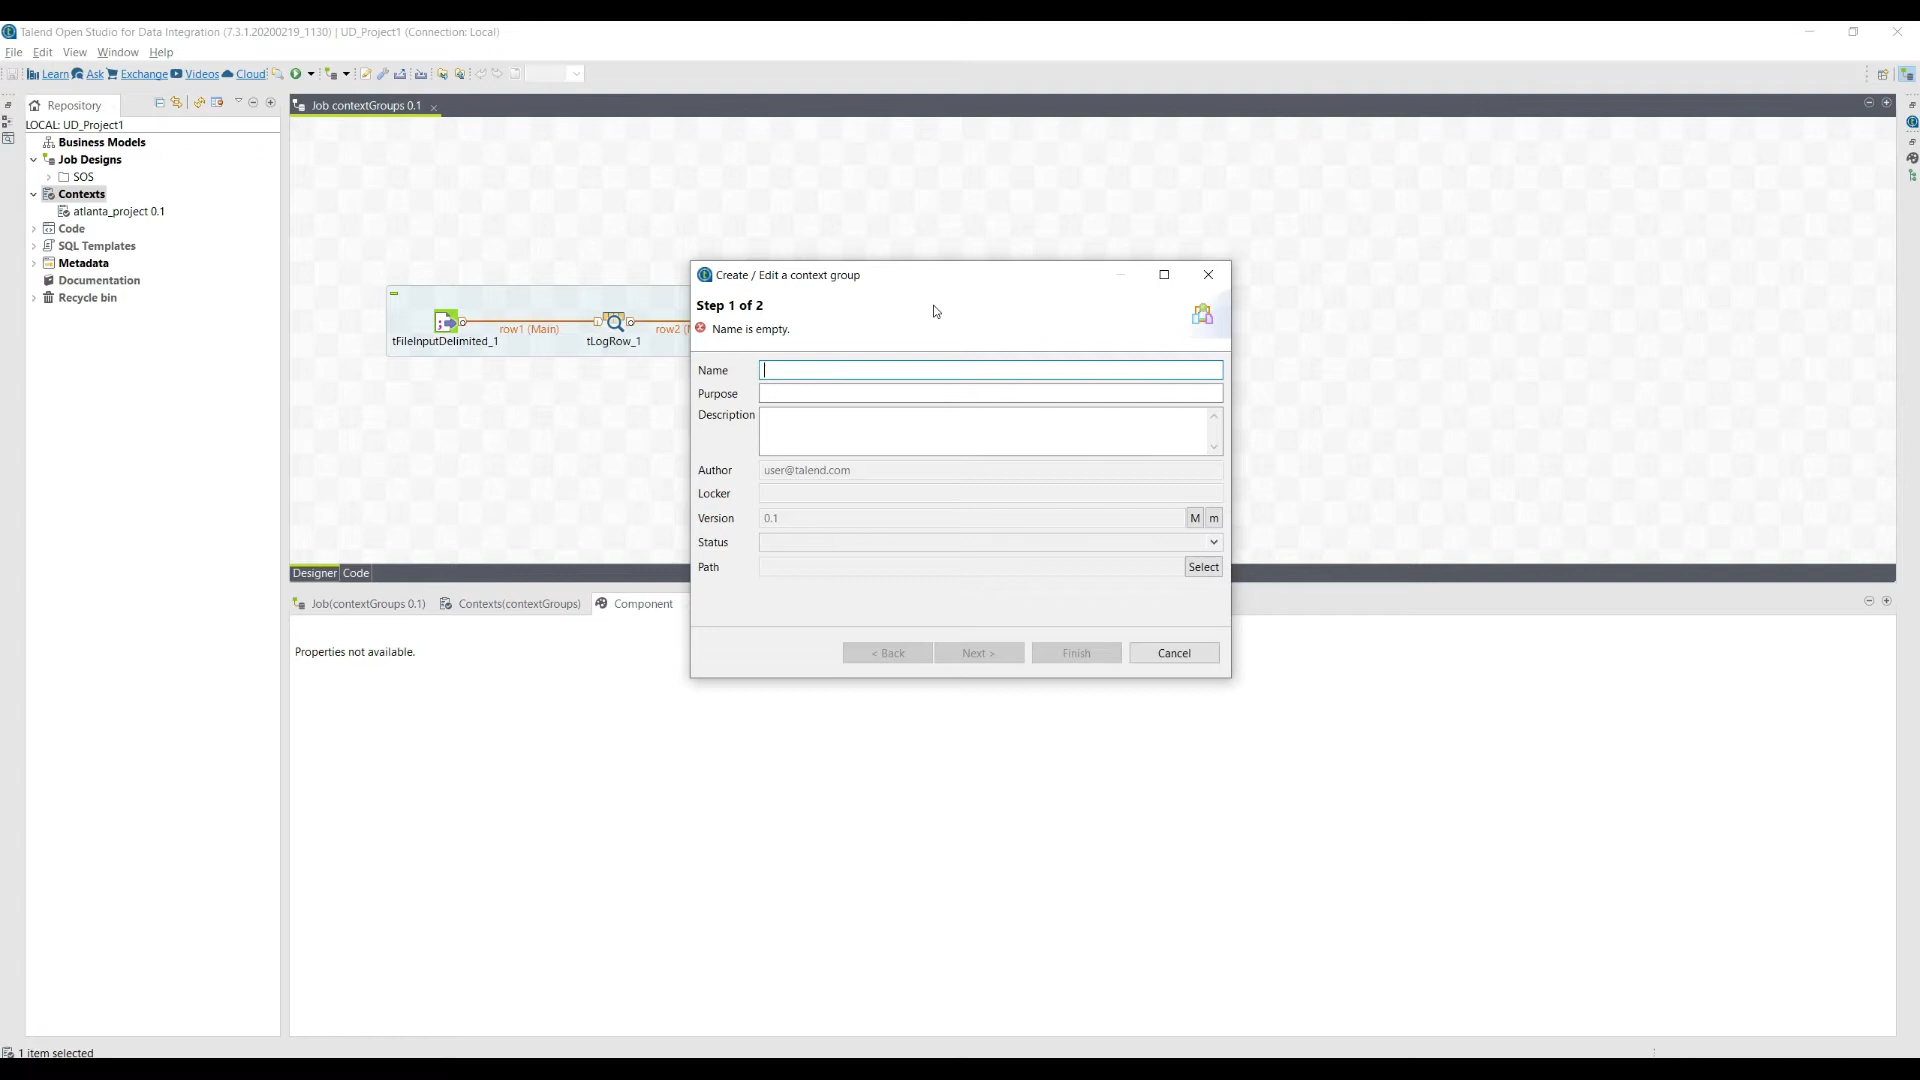 Talend Open Studio for Data Integration (7.3.1.20200219_1130) | UD_Project1 (Connection: Local)
File Edit View Window Help
Learn Ask Exchange Videos Cloud
Repository
LOCAL: UD_Project1
Business Models
Job Designs
SOS
Contexts
atlanta_project 0.1
Code
SQL Templates
Metadata
Documentation
Recycle bin
Job contextGroups 0.1
tFileInputDelimited_1
row1 (Main)
tLogRow_1
row2 (
Designer Code
Job(contextGroups 0.1) Contexts(contextGroups) Component
Properties not available.
Create / Edit a context group
Step 1 of 2
Name is empty.
Name
Purpose
Description
Author user@talend.com
Locker
Version 0.1 M m
Status
Path Select
< Back Next > Finish Cancel
1 item selected